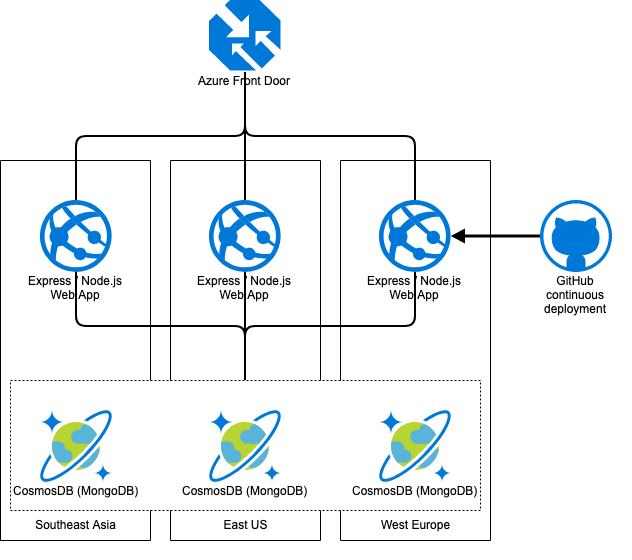 Azure Front Door
Express / Node.js
Web App
Express / Node.js
Web App
Express / Node.js
Web App
GitHub
continuous
deployment
CosmosDB (MongoDB)
CosmosDB (MongoDB)
CosmosDB (MongoDB)
Southeast Asia
East US
West Europe